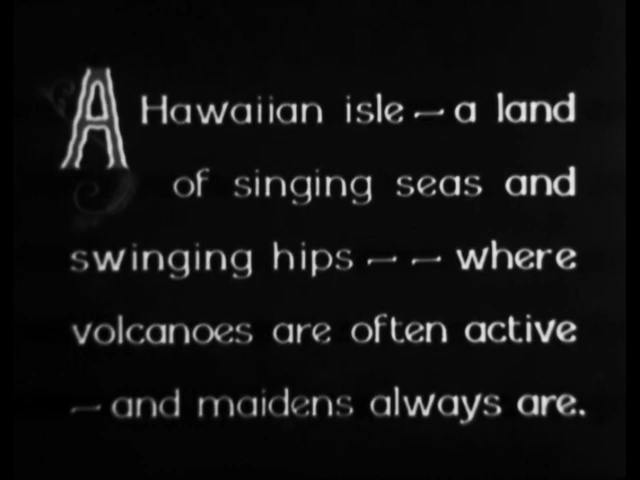 A Hawaiian isle — a land
of singing seas and
swinging hips — — where
volcanoes are often active
— and maidens always are.